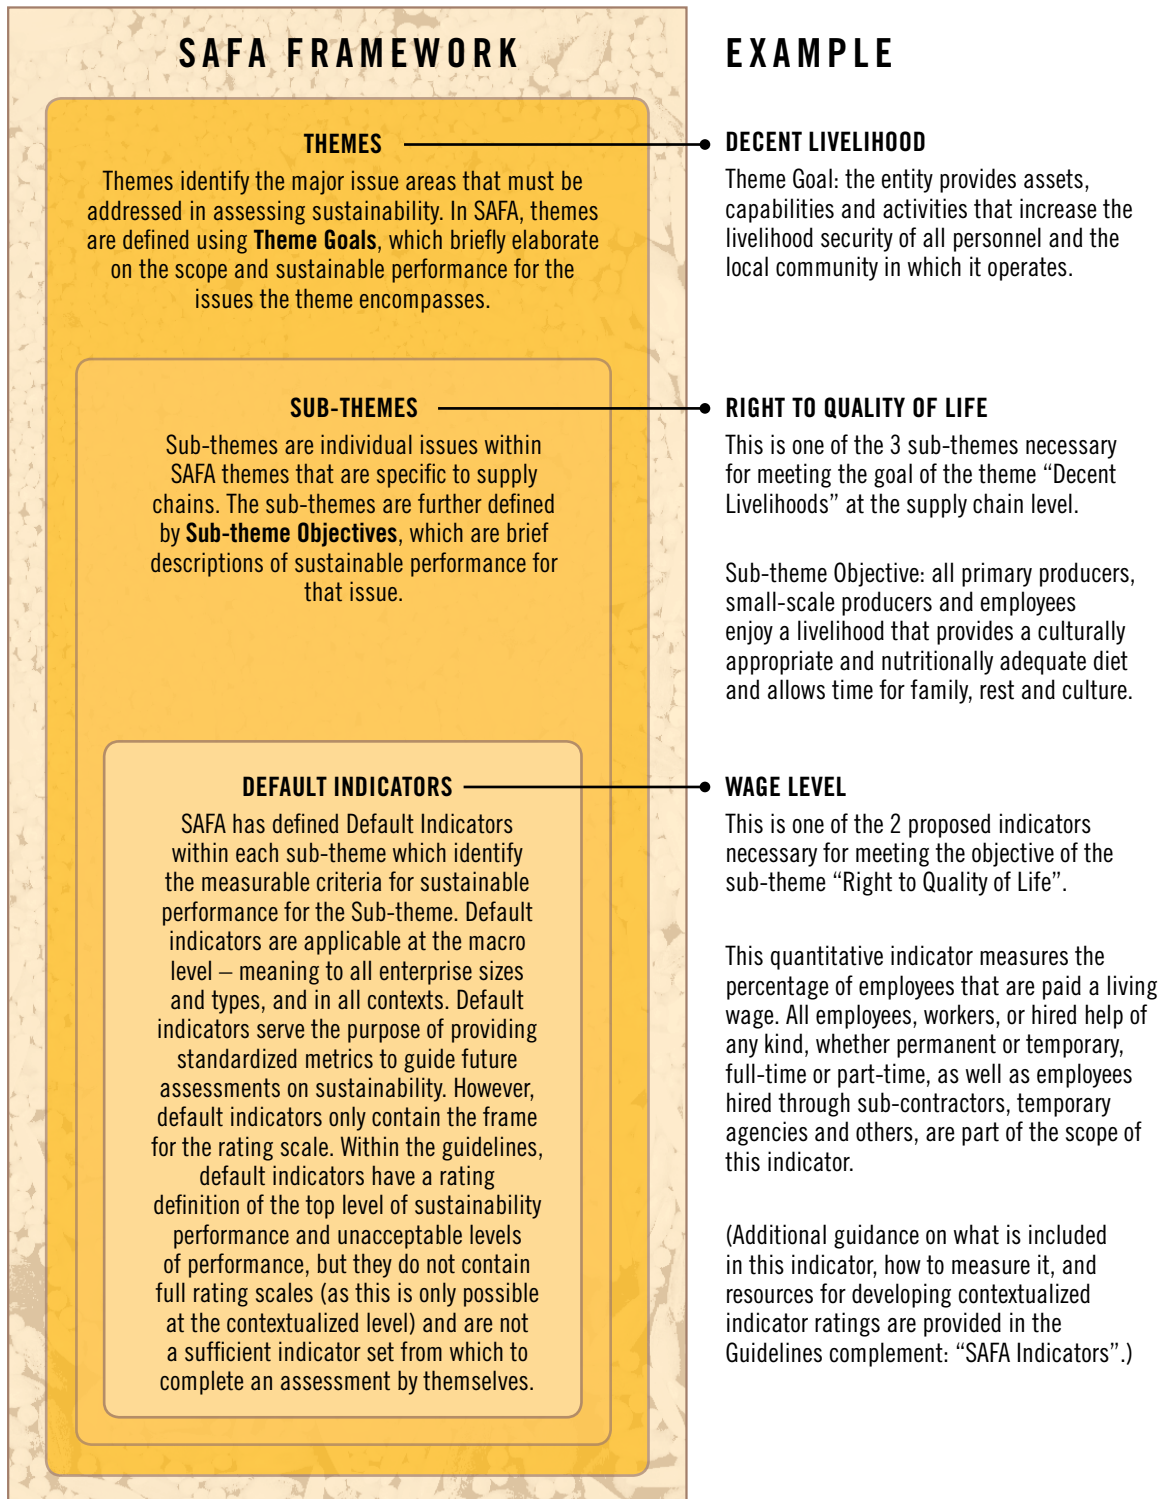 SAFA FRAMEWORK
THEMES
Themes identify the major issue areas that must be
addressed in assessing sustainability. In SAFA, themes
are defined using Theme Goals, which briefly elaborate
on the scope and sustainable performance for the
issues the theme encompasses.
SUB-THEMES
Sub-themes are individual issues within
SAFA themes that are specific to supply
chains. The sub-themes are further defined
by Sub-theme Objectives, which are brief
descriptions of sustainable performance for
that issue.
DEFAULT INDICATORS
SAFA has defined Default Indicators
within each sub-theme which identify
the measurable criteria for sustainable
performance for the Sub-theme. Default
indicators are applicable at the macro
level – meaning to all enterprise sizes
and types, and in all contexts. Default
indicators serve the purpose of providing
standardized metrics to guide future
assessments on sustainability. However,
default indicators only contain the frame
for the rating scale. Within the guidelines,
default indicators have a rating
definition of the top level of sustainability
performance and unacceptable levels
of performance, but they do not contain
full rating scales (as this is only possible
at the contextualized level) and are not
a sufficient indicator set from which to
complete an assessment by themselves.
EXAMPLE
DECENT LIVELIHOOD
Theme Goal: the entity provides assets,
capabilities and activities that increase the
livelihood security of all personnel and the
local community in which it operates.
RIGHT TO QUALITY OF LIFE
This is one of the 3 sub-themes necessary
for meeting the goal of the theme “Decent
Livelihoods” at the supply chain level.
Sub-theme Objective: all primary producers,
small-scale producers and employees
enjoy a livelihood that provides a culturally
appropriate and nutritionally adequate diet
and allows time for family, rest and culture.
WAGE LEVEL
This is one of the 2 proposed indicators
necessary for meeting the objective of the
sub-theme “Right to Quality of Life”.
This quantitative indicator measures the
percentage of employees that are paid a living
wage. All employees, workers, or hired help of
any kind, whether permanent or temporary,
full-time or part-time, as well as employees
hired through sub-contractors, temporary
agencies and others, are part of the scope of
this indicator.
(Additional guidance on what is included
in this indicator, how to measure it, and
resources for developing contextualized
indicator ratings are provided in the
Guidelines complement: “SAFA Indicators”.)